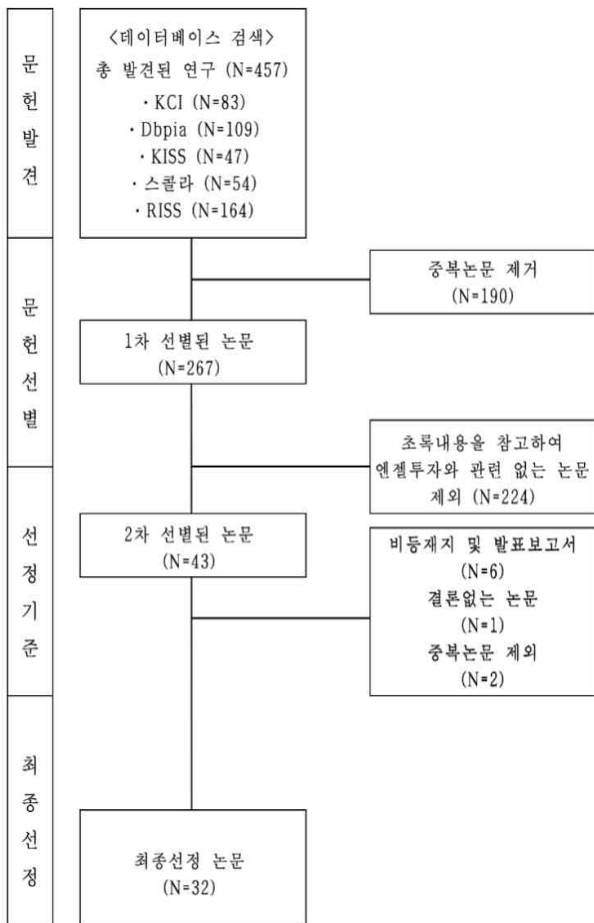 문헌발견
<데이터베이스 검색>
총 발견된 연구 (N=457)
· KCI (N=83)
· Dbpia (N=109)
· KISS (N=47)
· 스콜라 (N=54)
· RISS (N=164)
문헌선별
중복논문 제거
(N=190)
1차 선별된 논문
(N=267)
초록내용을 참고하여
엔젤투자와 관련 없는 논문
제외 (N=224)
선정기준
2차 선별된 논문
(N=43)
비등재지 및 발표보고서
(N=6)
결론없는 논문
(N=1)
중복논문 제외
(N=2)
최종선정
최종선정 논문
(N=32)